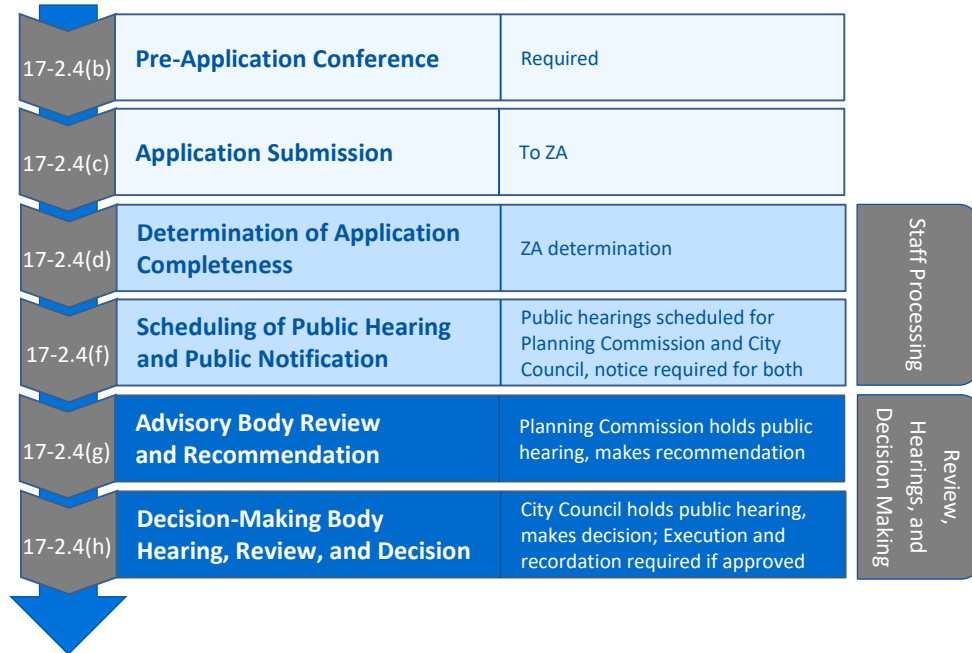 17-2.4(b)
Pre-Application Conference
Required
17-2.4(c)
Application Submission
To ZA
17-2.4(d)
Determination of Application
Completeness
ZA determination
17-2.4(f)
Scheduling of Public Hearing
and Public Notification
Public hearings scheduled for
Planning Commission and City
Council, notice required for both
Staff Processing
17-2.4(g)
Advisory Body Review
and Recommendation
Planning Commission holds public
hearing, makes recommendation
17-2.4(h)
Decision-Making Body
Hearing, Review, and Decision
City Council holds public hearing,
makes decision; Execution and
recordation required if approved
Review,
Hearings, and
Decision Making